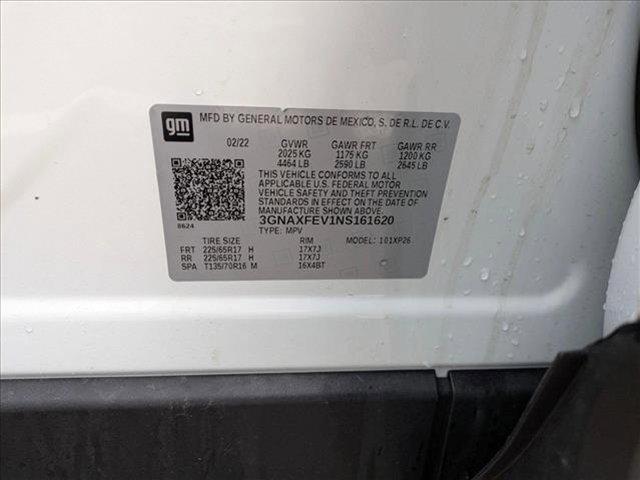 gm
MFD BY GENERAL MOTORS DE MEXICO, S. DE R.L. DE C.V.
02/22 GVWR GAWR FRT GAWR RR
2025 KG 1175 KG 1200 KG
4464 LB 2590 LB 2645 LB
THIS VEHICLE CONFORMS TO ALL
APPLICABLE U.S. FEDERAL MOTOR
VEHICLE SAFETY AND THEFT PREVENTION
STANDARDS IN EFFECT ON THE DATE OF
MANUFACTURE SHOWN ABOVE.
8624
3GNAXFEV1NS161620
TYPE: MPV MODEL: 101XP26
TIRE SIZE RIM
FRT 225/65R17 H 17X7J
RR 225/65R17 H 17X7J
SPA T135/70R16 M 16X4BT